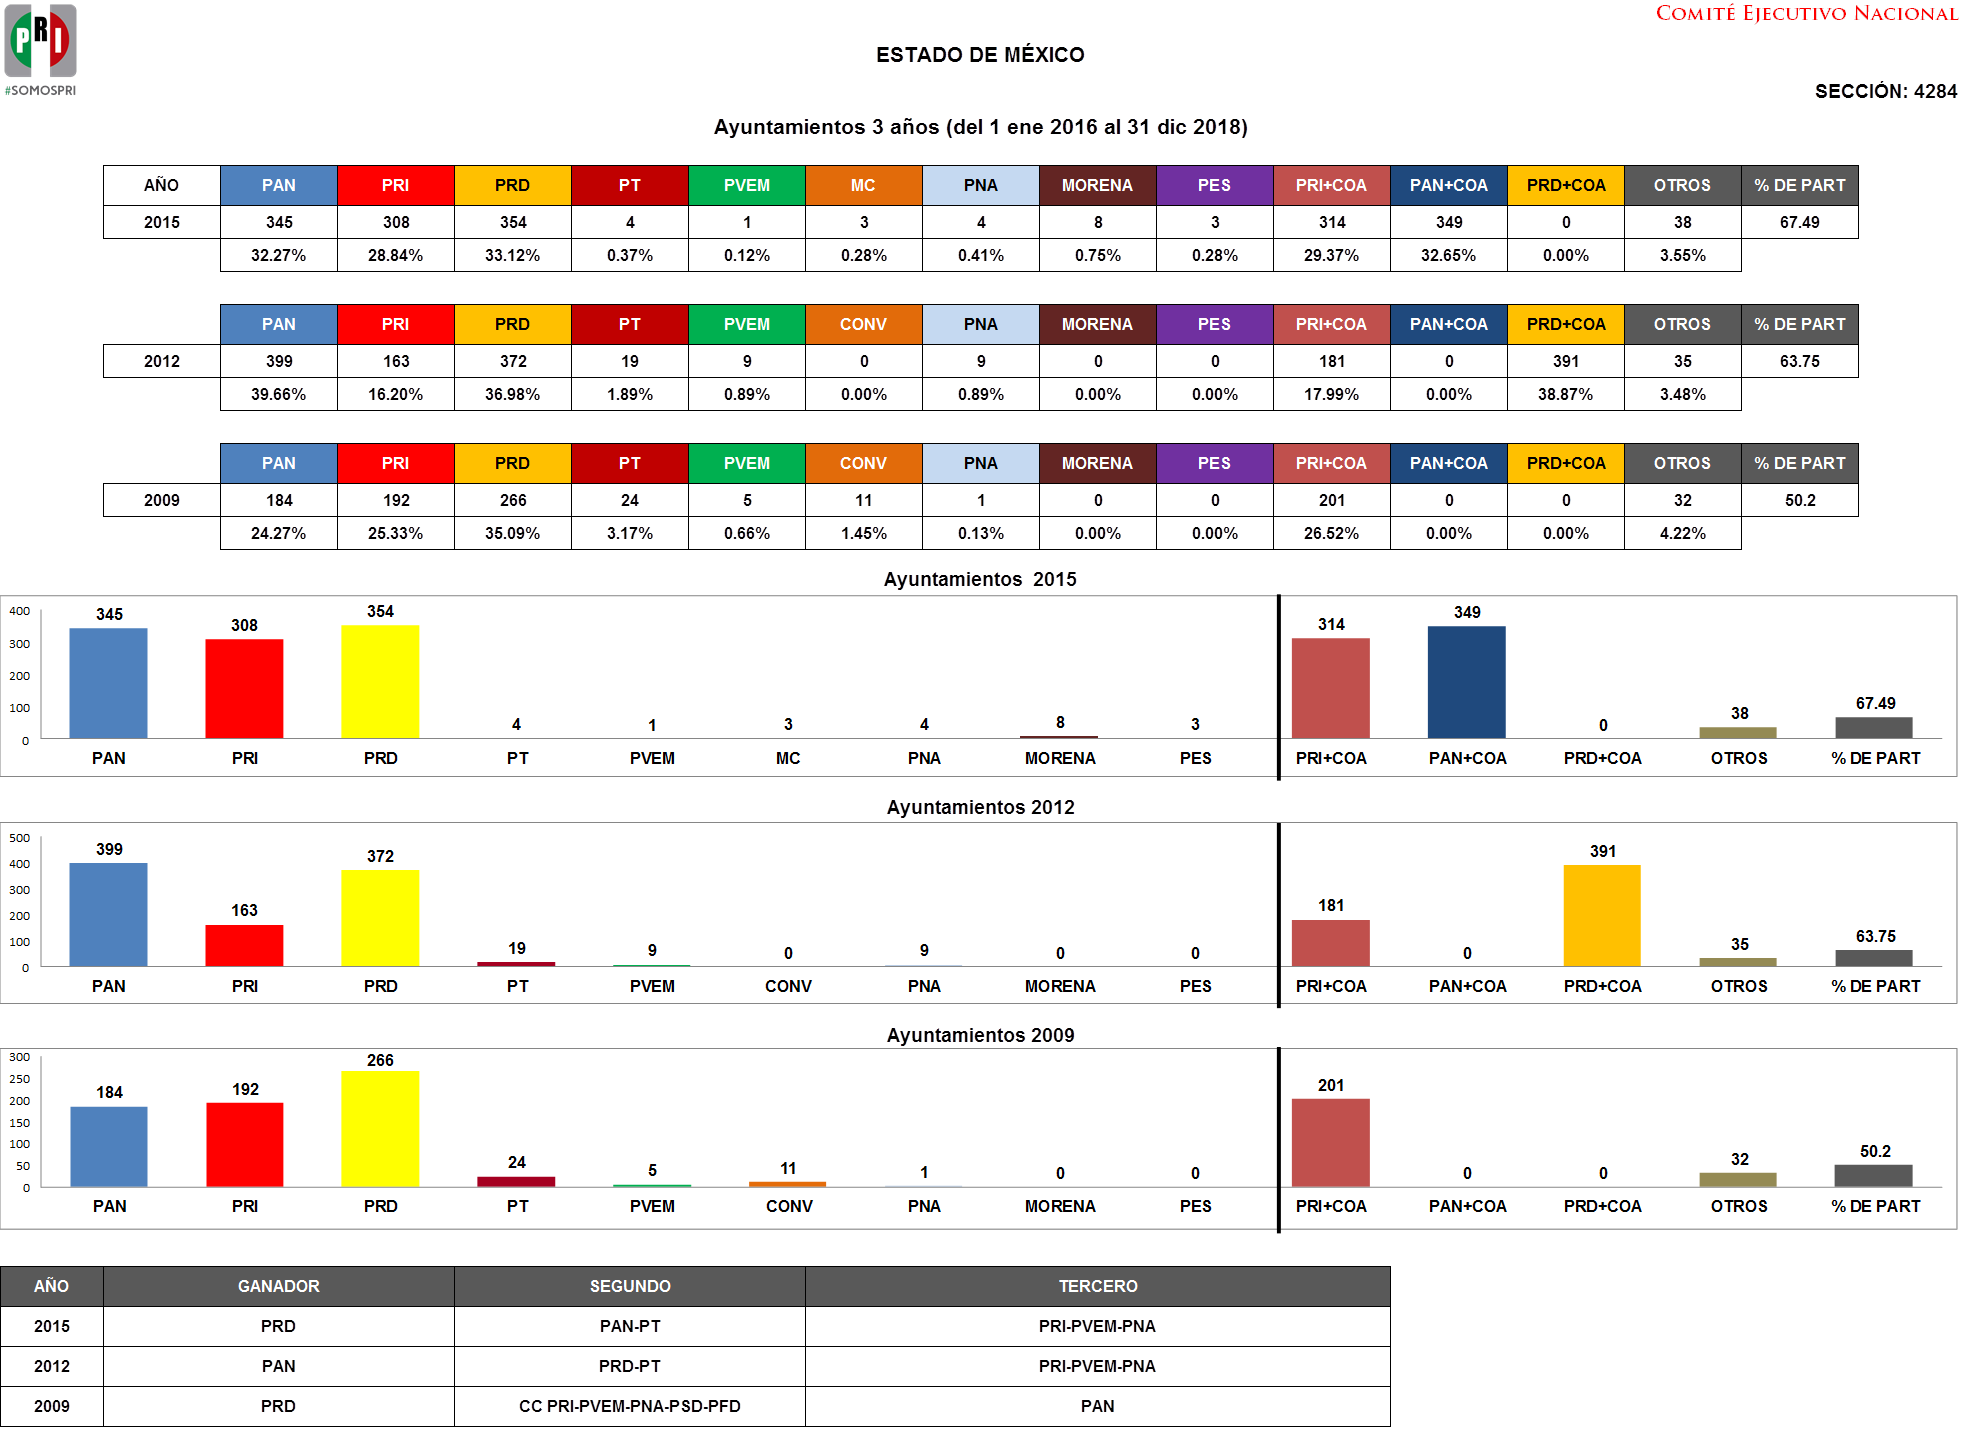 COMITÉ EJECUTIVO NACIONAL
PRI
#SOMOSPRI
ESTADO DE MÉXICO
SECCIÓN: 4284
Ayuntamientos 3 años (del 1 ene 2016 al 31 dic 2018)
AÑO PAN PRI PRD PT PVEM MC PNA MORENA PES PRI+COA PAN+COA PRD+COA OTROS % DE PART
2015 345 308 354 4 1 3 4 8 3 314 349 0 38 67.49
32.27% 28.84% 33.12% 0.37% 0.12% 0.28% 0.41% 0.75% 0.28% 29.37% 32.65% 0.00% 3.55%
PAN PRI PRD PT PVEM CONV PNA MORENA PES PRI+COA PAN+COA PRD+COA OTROS % DE PART
2012 399 163 372 19 9 0 9 0 0 181 0 391 35 63.75
39.66% 16.20% 36.98% 1.89% 0.89% 0.00% 0.89% 0.00% 0.00% 17.99% 0.00% 38.87% 3.48%
PAN PRI PRD PT PVEM CONV PNA MORENA PES PRI+COA PAN+COA PRD+COA OTROS % DE PART
2009 184 192 266 24 5 11 1 0 0 201 0 0 32 50.2
24.27% 25.33% 35.09% 3.17% 0.66% 1.45% 0.13% 0.00% 0.00% 26.52% 0.00% 0.00% 4.22%
Ayuntamientos 2015
400
300
200
100
0
345 308 354 4 1 3 4 8 3 314 349 0 38 67.49
PAN PRI PRD PT PVEM MC PNA MORENA PES PRI+COA PAN+COA PRD+COA OTROS % DE PART
Ayuntamientos 2012
500
400
300
200
100
0
399 163 372 19 9 0 9 0 0 181 0 391 35 63.75
PAN PRI PRD PT PVEM CONV PNA MORENA PES PRI+COA PAN+COA PRD+COA OTROS % DE PART
Ayuntamientos 2009
300
250
200
150
100
50
0
184 192 266 24 5 11 1 0 0 201 0 0 32 50.2
PAN PRI PRD PT PVEM CONV PNA MORENA PES PRI+COA PAN+COA PRD+COA OTROS % DE PART
AÑO GANADOR SEGUNDO TERCERO
2015 PRD PAN-PT PRI-PVEM-PNA
2012 PAN PRD-PT PRI-PVEM-PNA
2009 PRD CC PRI-PVEM-PNA-PSD-PFD PAN